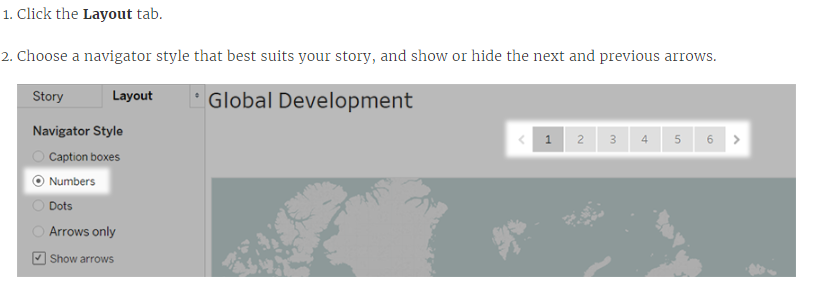 1. Click the Layout tab.
2. Choose a navigator style that best suits your story, and show or hide the next and previous arrows.
Story Layout
Global Development
Navigator Style
Caption boxes
Numbers
Dots
Arrows only
Show arrows
< 1 2 3 4 5 6 >